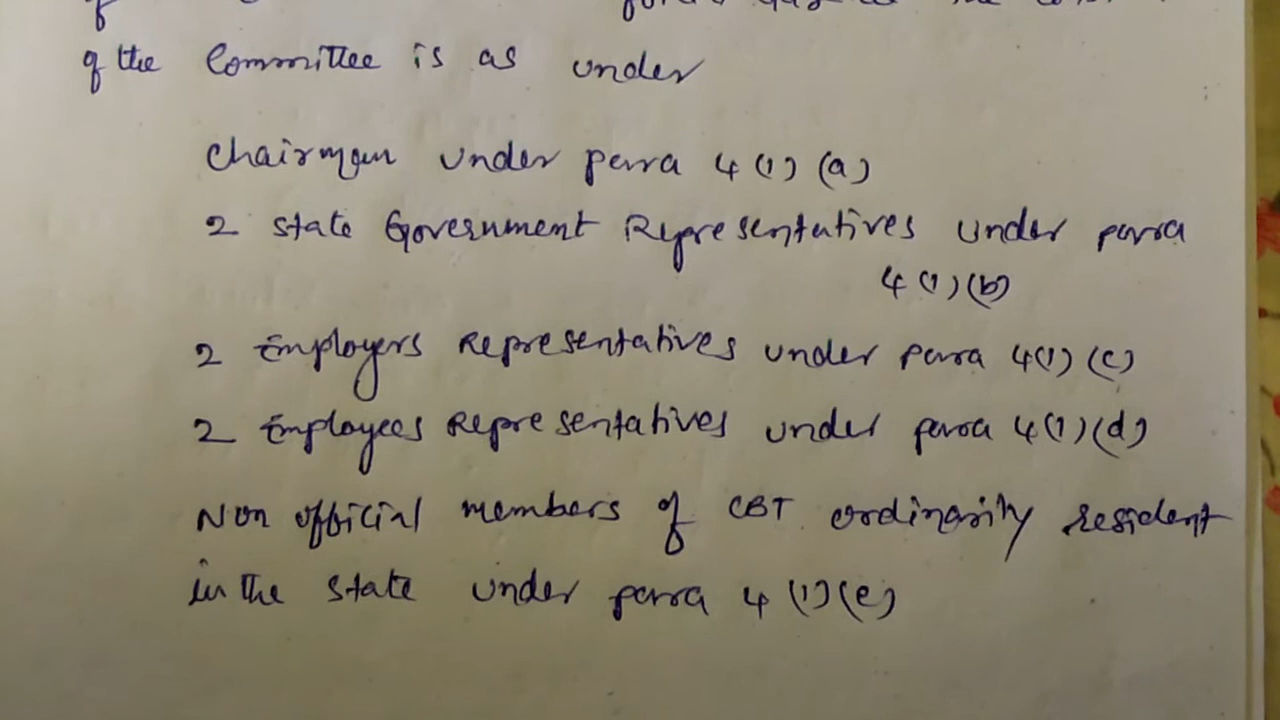 of the Committee is as under
Chairman under para 4(1) (a)
2 State Government Representatives under para
4(1)(b)
2 Employers Representatives under para 4(1) (c)
2 Employees Representatives under para 4(1)(d)
Non official members of CBT ordinarily resident
in the State under para 4(1)(e)